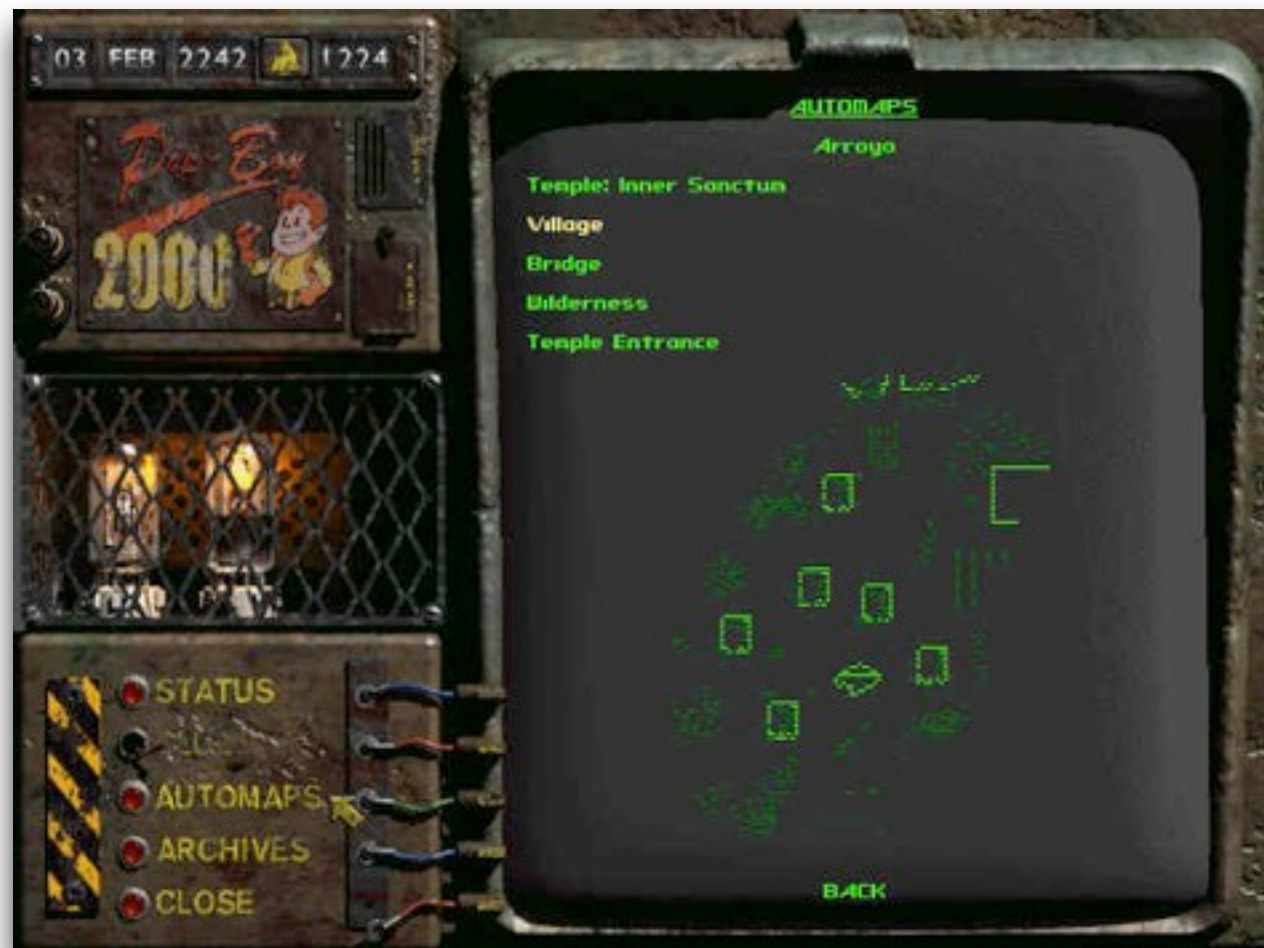 03 FEB 2242 1224
Pip-Boy
2000
STATUS
AUTOMAPS
ARCHIVES
CLOSE
AUTOMAPS
Arroyo
Temple: Inner Sanctum
Village
Bridge
Wilderness
Temple Entrance
BACK